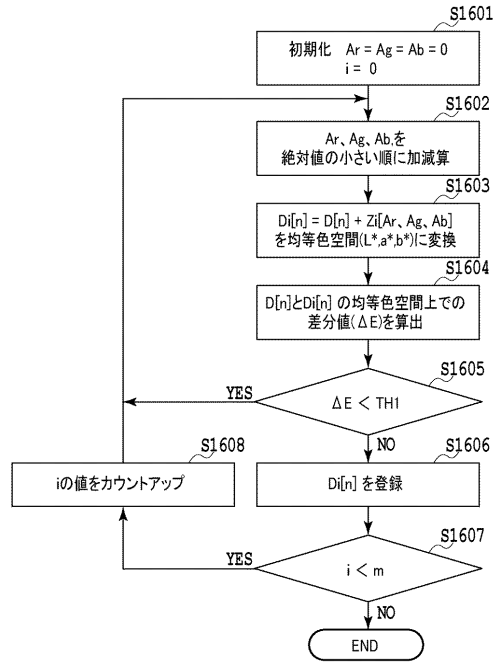 S1601
初期化 Ar = Ag = Ab = 0
i = 0
S1602
Ar、Ag、Ab,を
絶対値の小さい順に加減算
S1603
Di[n] = D[n] + Zi[Ar、Ag、Ab]
を均等色空間(L*,a*,b*)に変換
S1604
D[n]とDi[n] の均等色空間上での
差分値(ΔE)を算出
S1605
YES
ΔE < TH1
NO
S1608
iの値をカウントアップ
S1606
Di[n] を登録
S1607
YES
i < m
NO
END